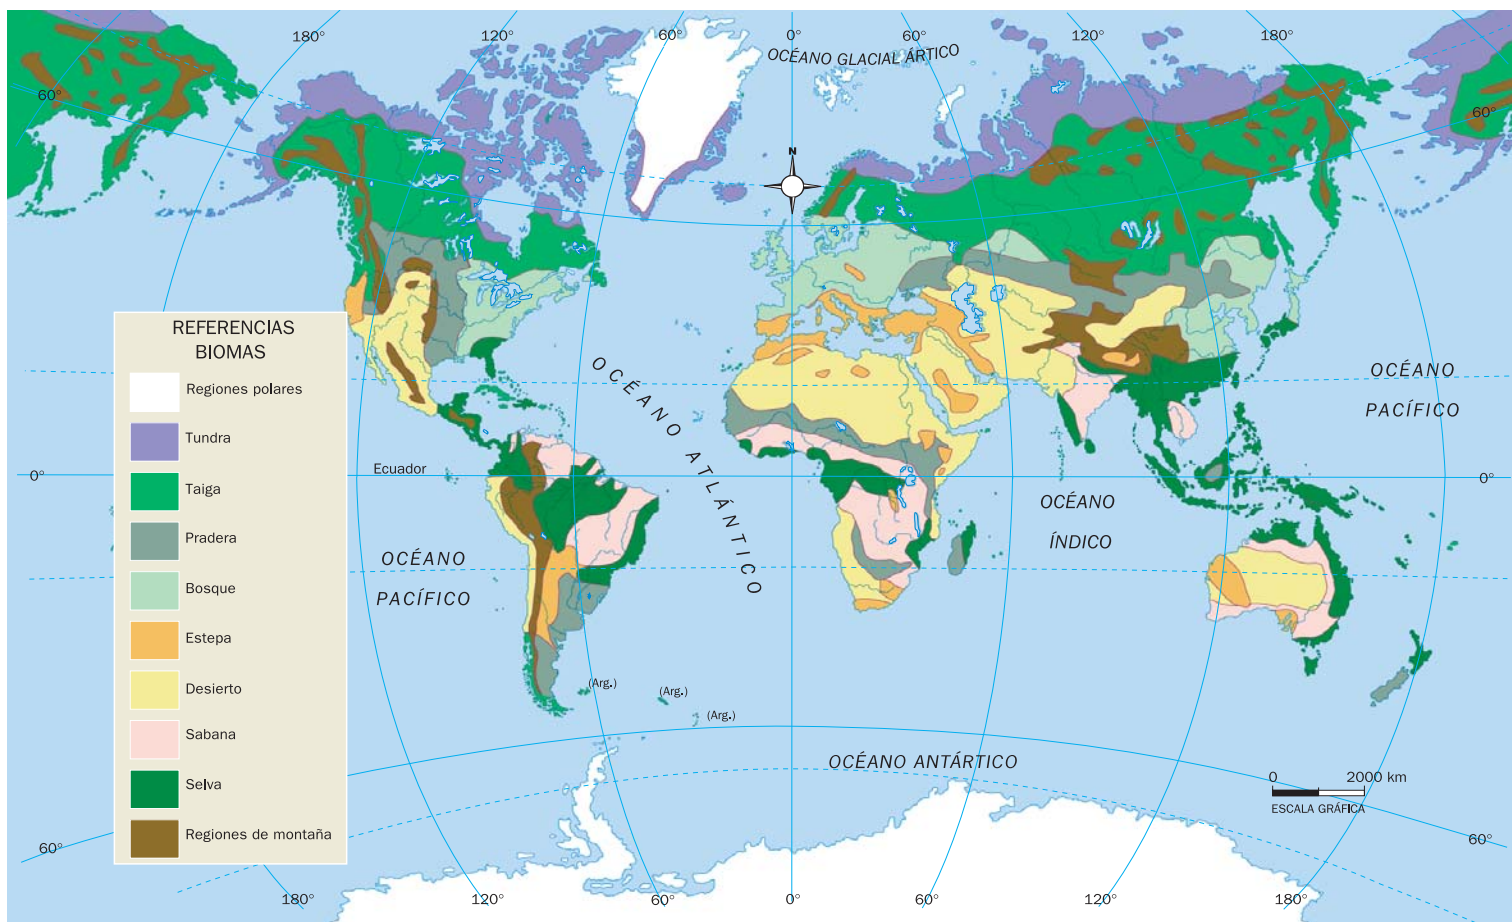 180°
120°
60°
0°
60°
120°
180°
OCÉANO GLACIAL ÁRTICO
60°
60°
N
REFERENCIAS
BIOMAS
Regiones polares
Tundra
Taiga
Pradera
Bosque
Estepa
Desierto
Sabana
Selva
Regiones de montaña
OCÉANO ATLÁNTICO
OCÉANO
PACÍFICO
0°
Ecuador
0°
OCÉANO
ÍNDICO
OCÉANO
PACÍFICO
(Arg.)
(Arg.)
(Arg.)
OCÉANO ANTÁRTICO
0
2000 km
ESCALA GRÁFICA
60°
60°
180°
120°
60°
0°
60°
120°
180°